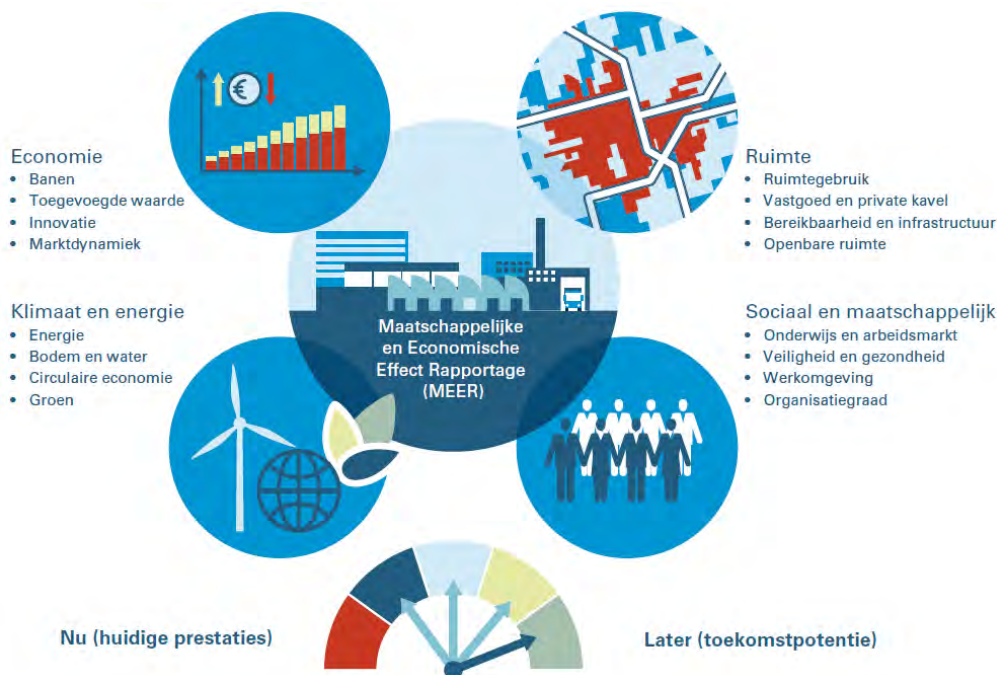 €
Economie
• Banen
• Toegevoegde waarde
• Innovatie
• Marktdynamiek
Ruimte
• Ruimtegebruik
• Vastgoed en private kavel
• Bereikbaarheid en infrastructuur
• Openbare ruimte
Maatschappelijke
en Economische
Effect Rapportage
(MEER)
Klimaat en energie
• Energie
• Bodem en water
• Circulaire economie
• Groen
Sociaal en maatschappelijk
• Onderwijs en arbeidsmarkt
• Veiligheid en gezondheid
• Werkomgeving
• Organisatiegraad
Nu (huidige prestaties)
Later (toekomstpotentie)